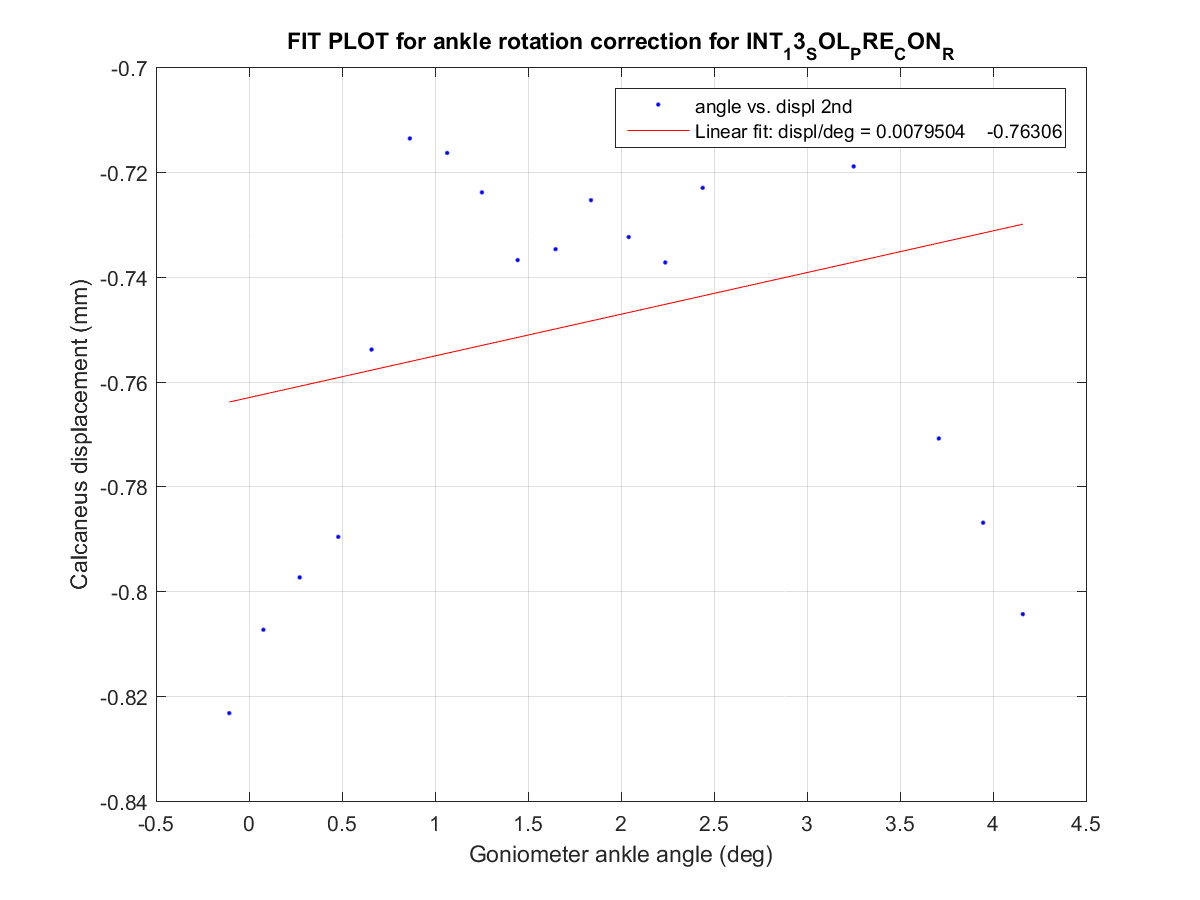 FIT PLOT for ankle rotation correction for INT₁3ₛOLₚREcONʀ
-0.7
angle vs. displ 2nd
Linear fit: displ/deg = 0.0079504    -0.76306
-0.72
-0.74
-0.76
-0.78
-0.8
-0.82
-0.84
Calcaneus displacement (mm)
-0.5 0 0.5 1 1.5 2 2.5 3 3.5 4 4.5
Goniometer ankle angle (deg)